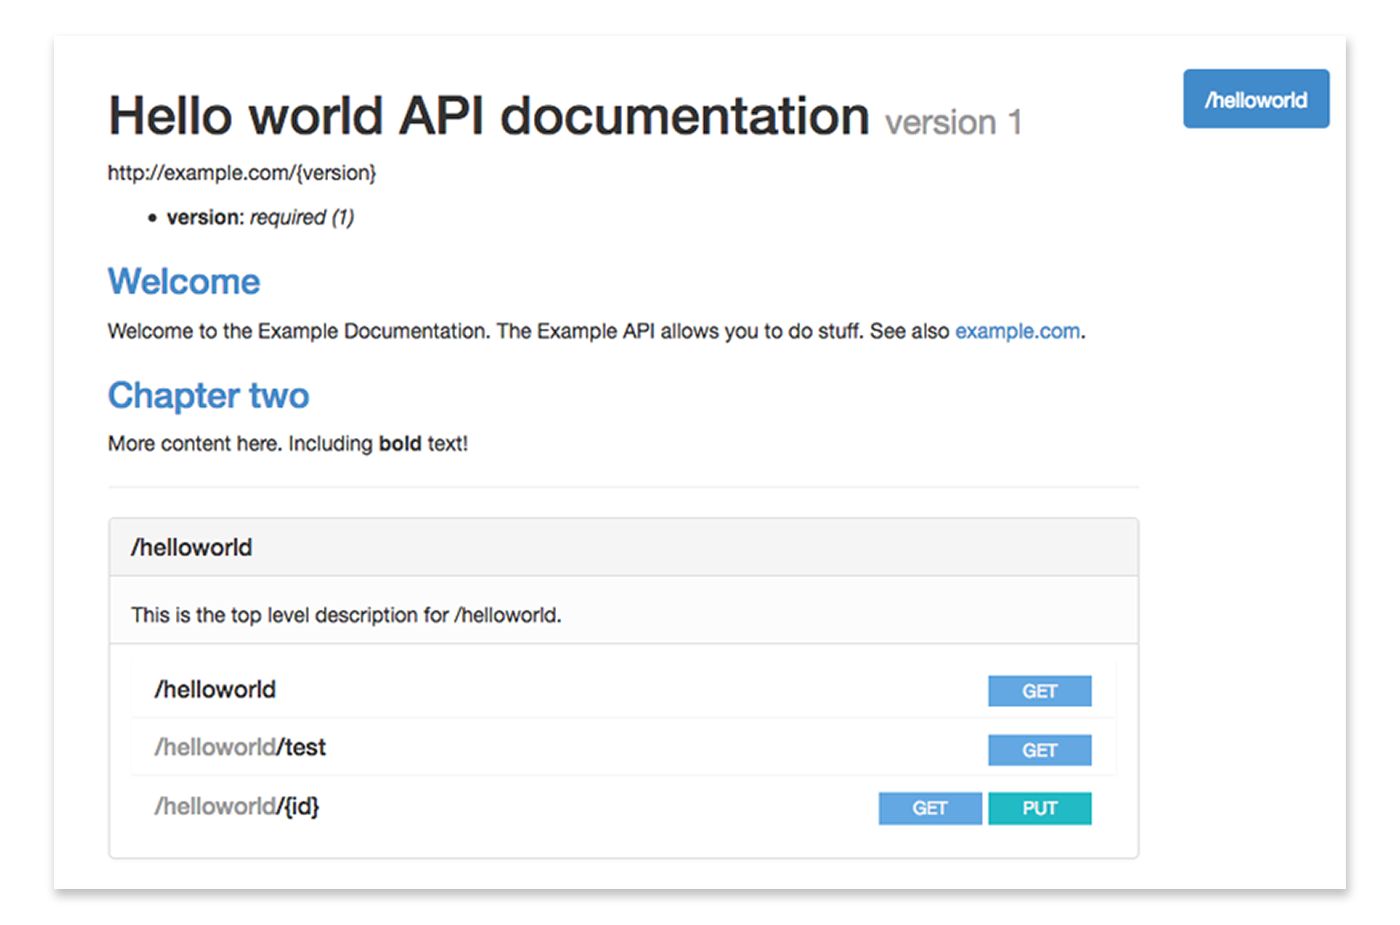 Hello world API documentation version 1
/helloworld
http://example.com/{version}
version: required (1)
Welcome
Welcome to the Example Documentation. The Example API allows you to do stuff. See also example.com.
Chapter two
More content here. Including bold text!
/helloworld
This is the top level description for /helloworld.
/helloworld GET
/helloworld/test GET
/helloworld/{id} GET PUT